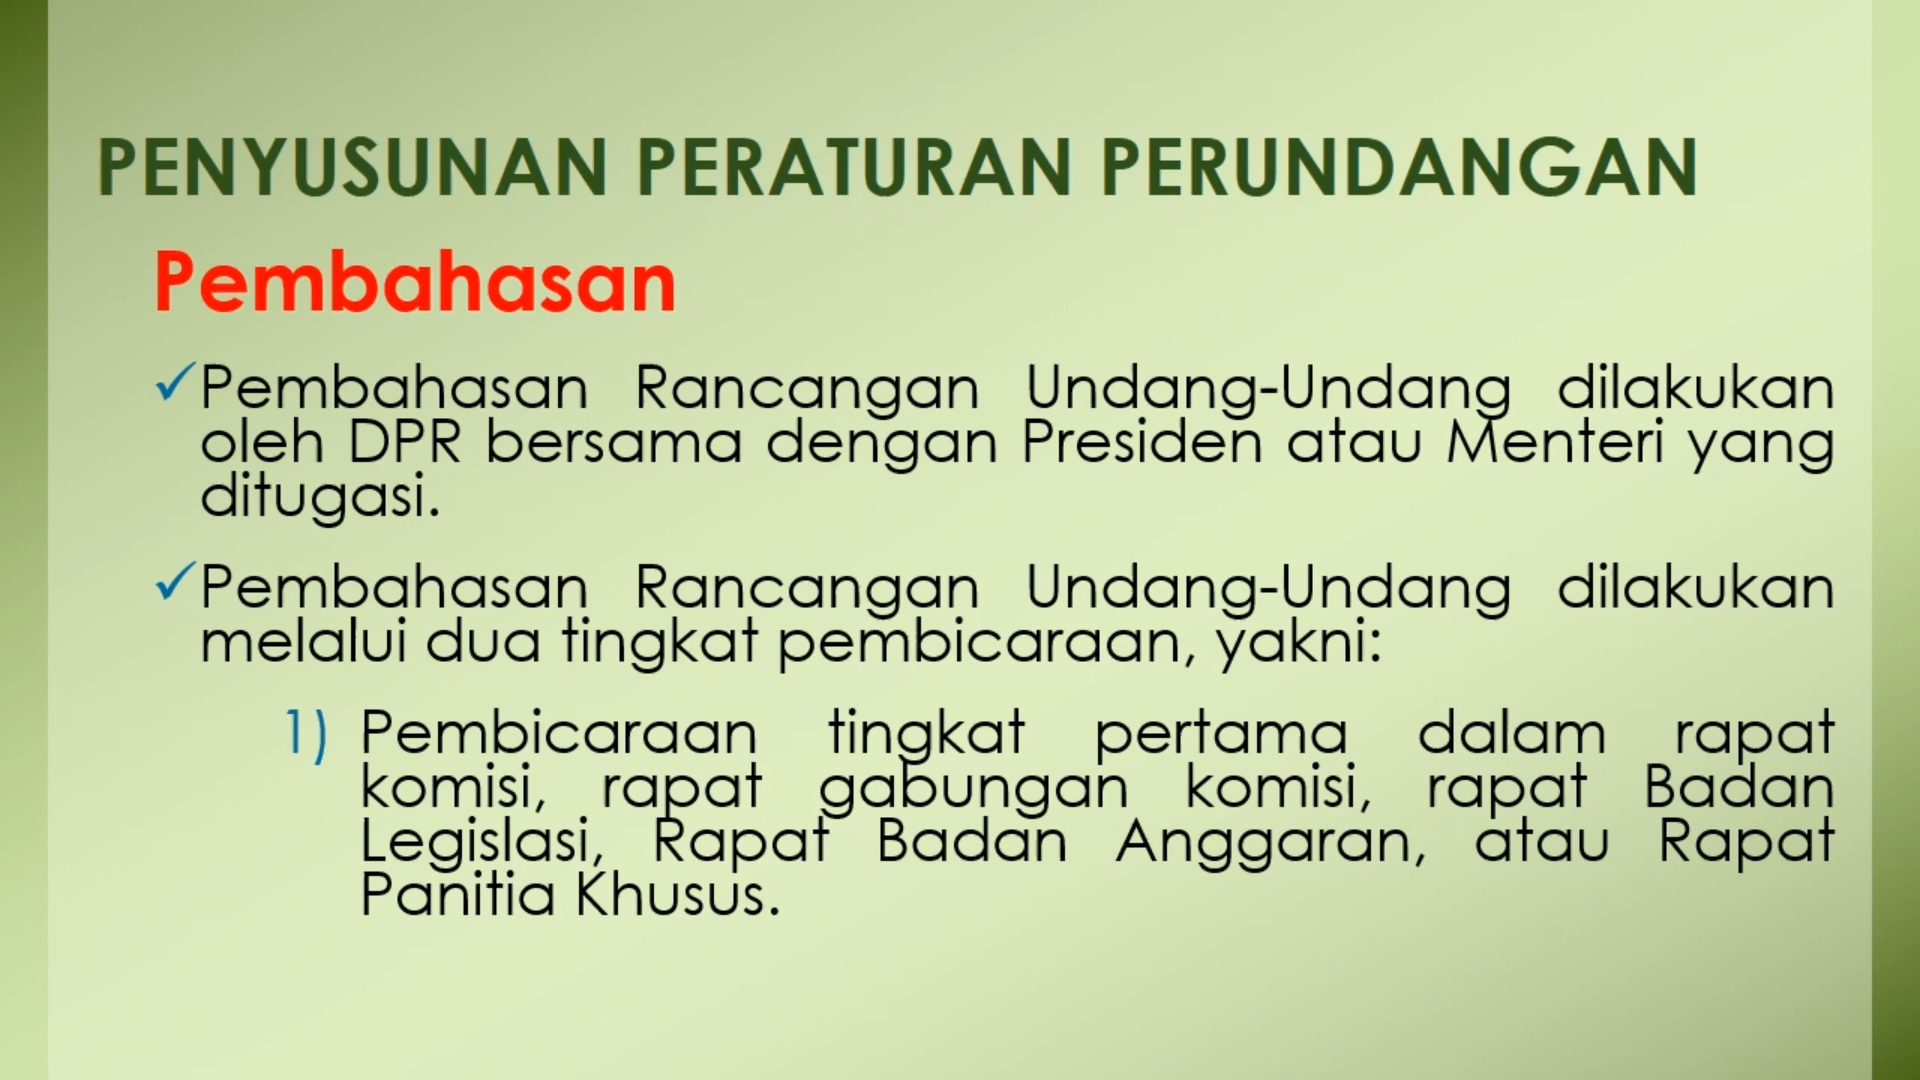 PENYUSUNAN PERATURAN PERUNDANGAN
Pembahasan
✓Pembahasan Rancangan Undang-Undang dilakukan
oleh DPR bersama dengan Presiden atau Menteri yang
ditugasi.
✓Pembahasan Rancangan Undang-Undang dilakukan
melalui dua tingkat pembicaraan, yakni:
1) Pembicaraan tingkat pertama dalam rapat
komisi, rapat gabungan komisi, rapat Badan
Legislasi, Rapat Badan Anggaran, atau Rapat
Panitia Khusus.